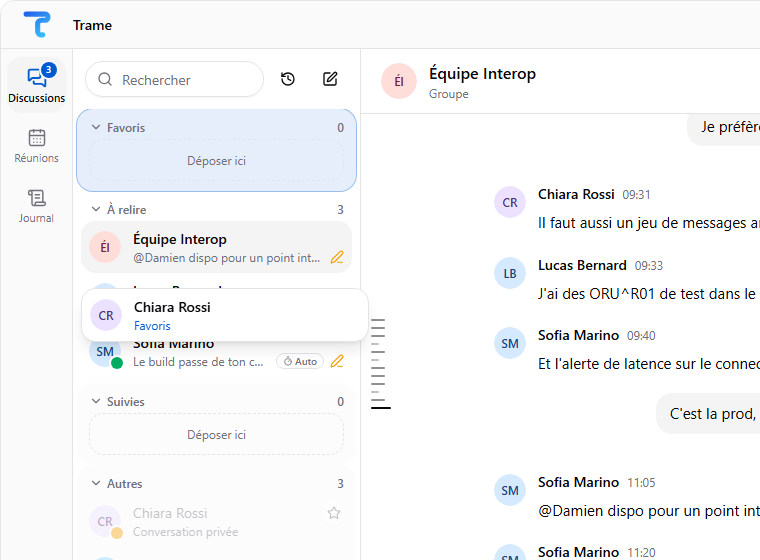 Trame
3
Discussions
Réunions
Journal
Rechercher
Favoris 0
Déposer ici
À relire 3
ÉI Équipe Interop
@Damien dispo pour un point int...
CR Chiara Rossi
Favoris
SM Sofia Marino
Le build passe de ton c... Auto
Suivies 0
Déposer ici
Autres 3
CR Chiara Rossi
Conversation privée
ÉI Équipe Interop
Groupe
Je préfère
CR Chiara Rossi 09:31
Il faut aussi un jeu de messages
LB Lucas Bernard 09:33
J'ai des ORU^R01 de test dans le
SM Sofia Marino 09:40
Et l'alerte de latence sur le
C'est la prod,
SM Sofia Marino 11:05
@Damien dispo pour un point
SM Sofia Marino 11:20